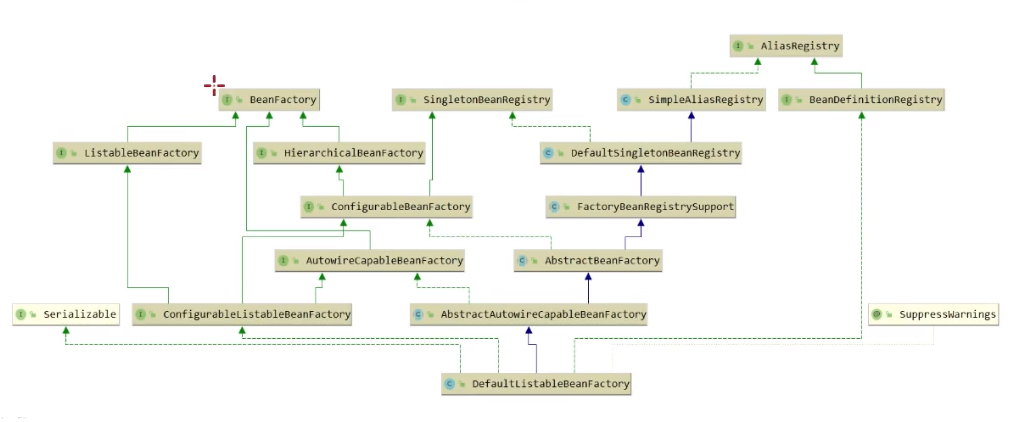 AliasRegistry
BeanFactory
SingletonBeanRegistry
SimpleAliasRegistry
BeanDefinitionRegistry
ListableBeanFactory
HierarchicalBeanFactory
DefaultSingletonBeanRegistry
ConfigurableBeanFactory
FactoryBeanRegistrySupport
AutowireCapableBeanFactory
AbstractBeanFactory
Serializable
ConfigurableListableBeanFactory
AbstractAutowireCapableBeanFactory
SuppressWarnings
DefaultListableBeanFactory